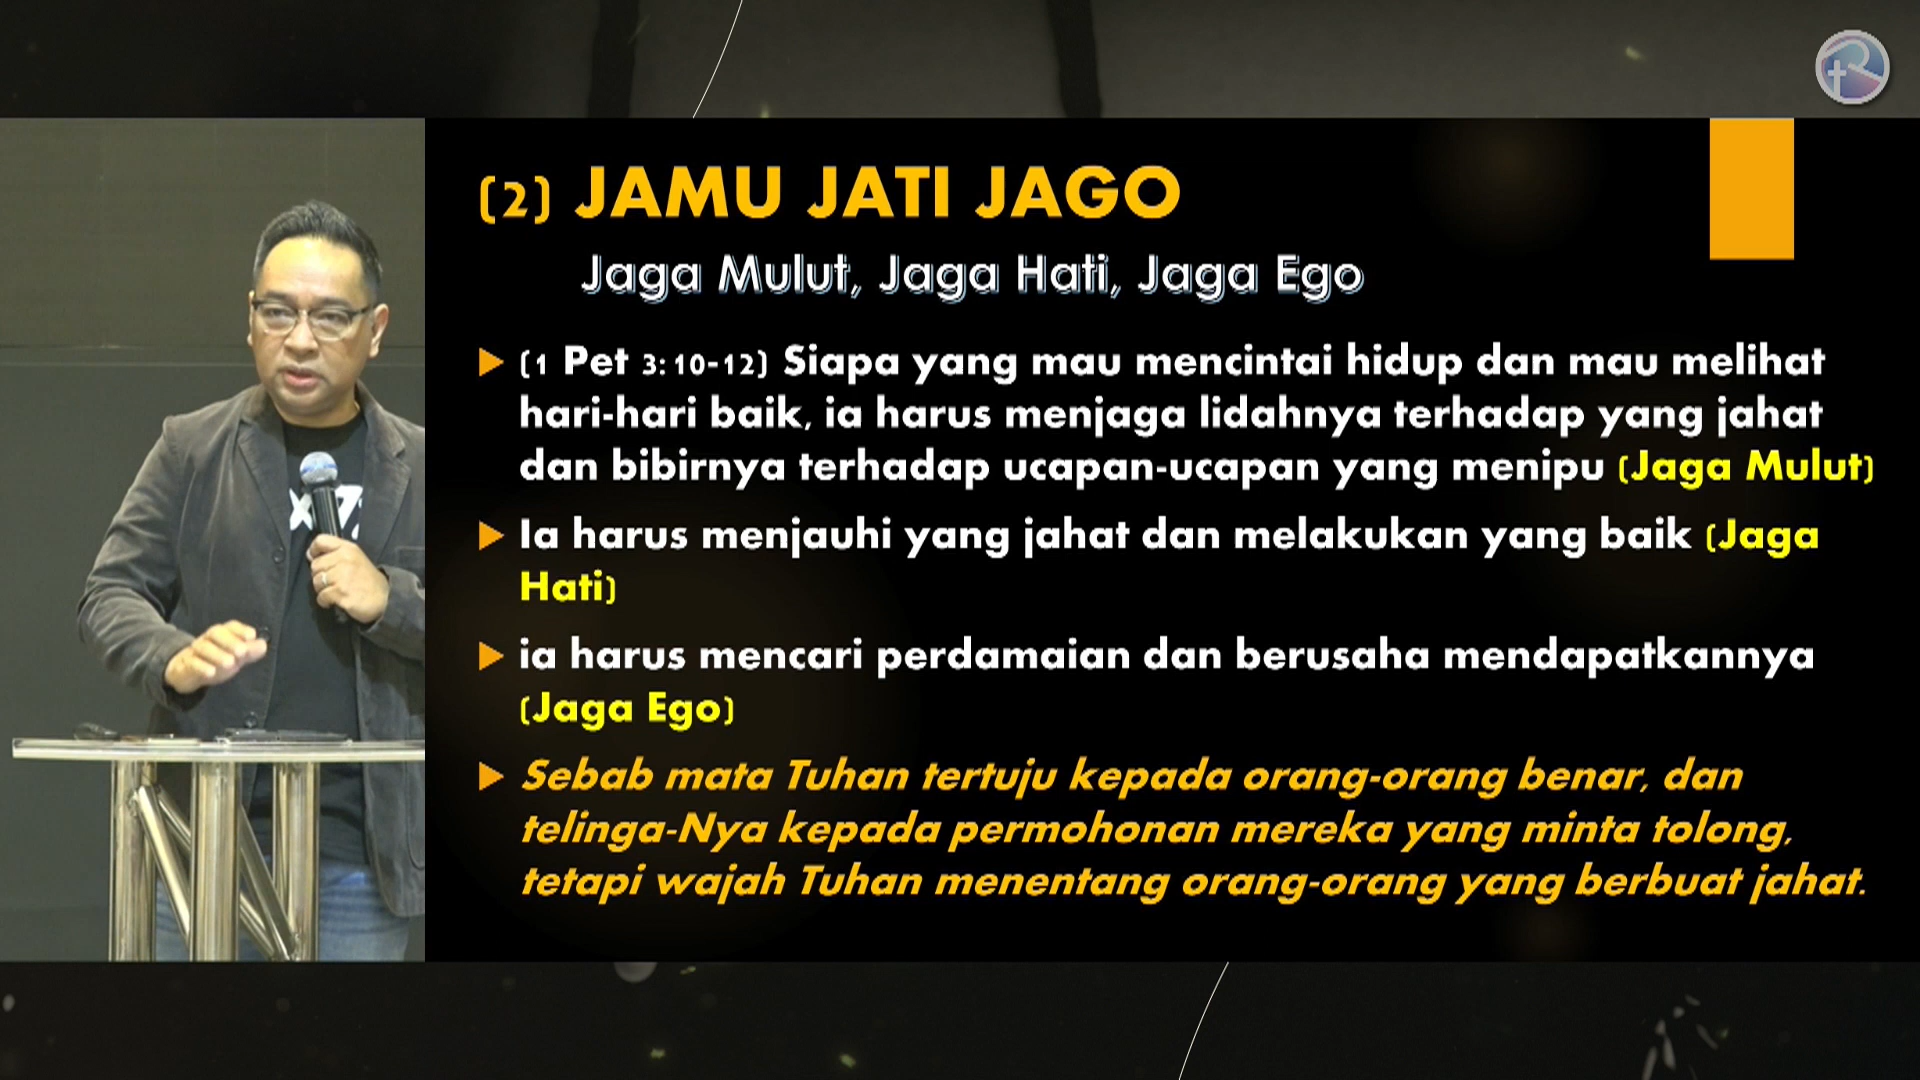 (2) JAMU JATI JAGO
Jaga Mulut, Jaga Hati, Jaga Ego
(1 Pet 3:10-12) Siapa yang mau mencintai hidup dan mau melihat
hari-hari baik, ia harus menjaga lidahnya terhadap yang jahat
dan bibirnya terhadap ucapan-ucapan yang menipu (Jaga Mulut)
Ia harus menjauhi yang jahat dan melakukan yang baik (Jaga
Hati)
ia harus mencari perdamaian dan berusaha mendapatkannya
(Jaga Ego)
Sebab mata Tuhan tertuju kepada orang-orang benar, dan
telinga-Nya kepada permohonan mereka yang minta tolong,
tetapi wajah Tuhan menentang orang-orang yang berbuat jahat.